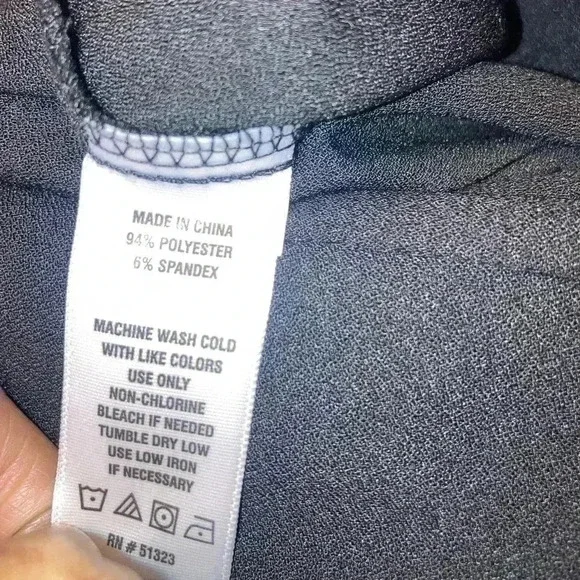 MADE IN CHINA
94% POLYESTER
6% SPANDEX
MACHINE WASH COLD
WITH LIKE COLORS
USE ONLY
NON-CHLORINE
BLEACH IF NEEDED
TUMBLE DRY LOW
USE LOW IRON
IF NECESSARY
RN # 51323